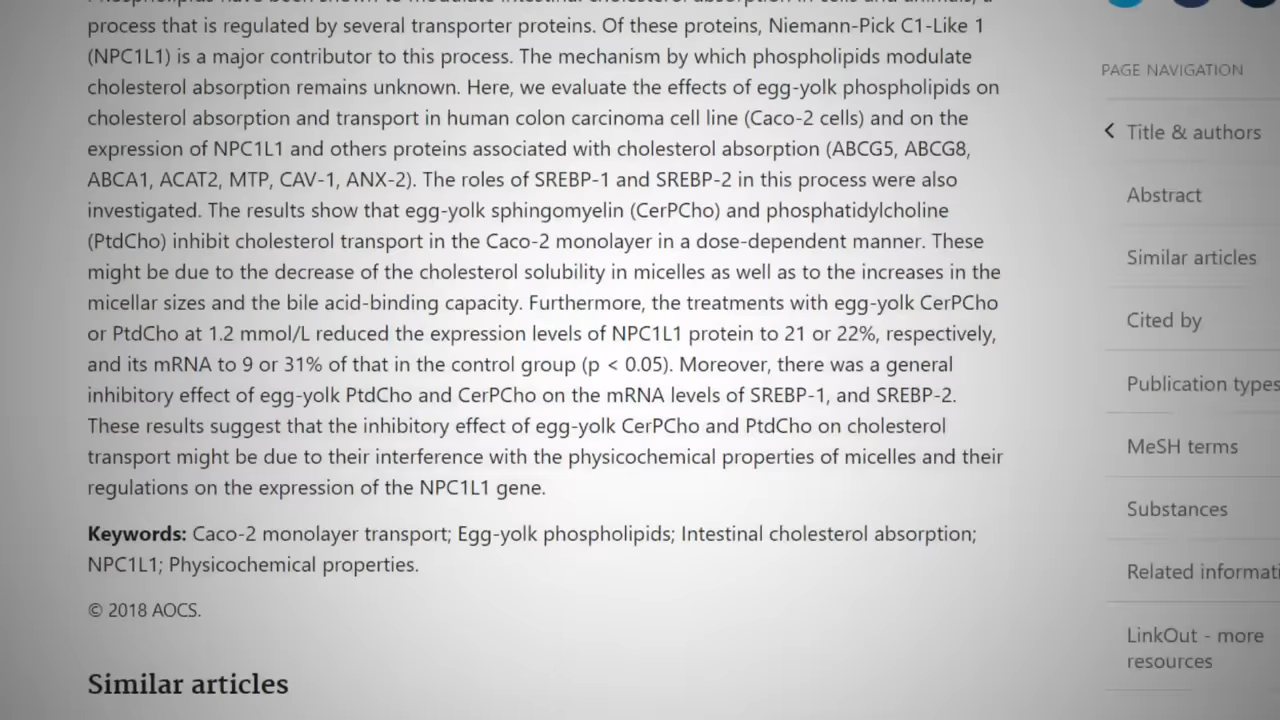 process that is regulated by several transporter proteins. Of these proteins, Niemann-Pick C1-Like 1
(NPC1L1) is a major contributor to this process. The mechanism by which phospholipids modulate
cholesterol absorption remains unknown. Here, we evaluate the effects of egg-yolk phospholipids on
cholesterol absorption and transport in human colon carcinoma cell line (Caco-2 cells) and on the
expression of NPC1L1 and others proteins associated with cholesterol absorption (ABCG5, ABCG8,
ABCA1, ACAT2, MTP, CAV-1, ANX-2). The roles of SREBP-1 and SREBP-2 in this process were also
investigated. The results show that egg-yolk sphingomyelin (CerPCho) and phosphatidylcholine
(PtdCho) inhibit cholesterol transport in the Caco-2 monolayer in a dose-dependent manner. These
might be due to the decrease of the cholesterol solubility in micelles as well as to the increases in the
micellar sizes and the bile acid-binding capacity. Furthermore, the treatments with egg-yolk CerPCho
or PtdCho at 1.2 mmol/L reduced the expression levels of NPC1L1 protein to 21 or 22%, respectively,
and its mRNA to 9 or 31% of that in the control group (p < 0.05). Moreover, there was a general
inhibitory effect of egg-yolk PtdCho and CerPCho on the mRNA levels of SREBP-1, and SREBP-2.
These results suggest that the inhibitory effect of egg-yolk CerPCho and PtdCho on cholesterol
transport might be due to their interference with the physicochemical properties of micelles and their
regulations on the expression of the NPC1L1 gene.
Keywords: Caco-2 monolayer transport; Egg-yolk phospholipids; Intestinal cholesterol absorption;
NPC1L1; Physicochemical properties.
© 2018 AOCS.
Similar articles
PAGE NAVIGATION
Title & authors
Abstract
Similar articles
Cited by
Publication types
MeSH terms
Substances
Related informati
LinkOut - more
resources